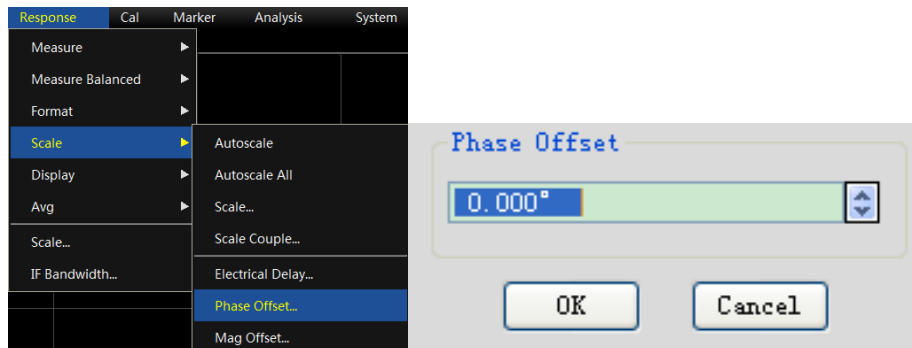 Response Cal Marker Analysis System
Measure
Measure Balanced
Format
Scale
Display
Avg
Scale...
IF Bandwidth...
Autoscale
Autoscale All
Scale...
Scale Couple...
Electrical Delay...
Phase Offset...
Mag Offset...
Phase Offset
0.000°
OK Cancel